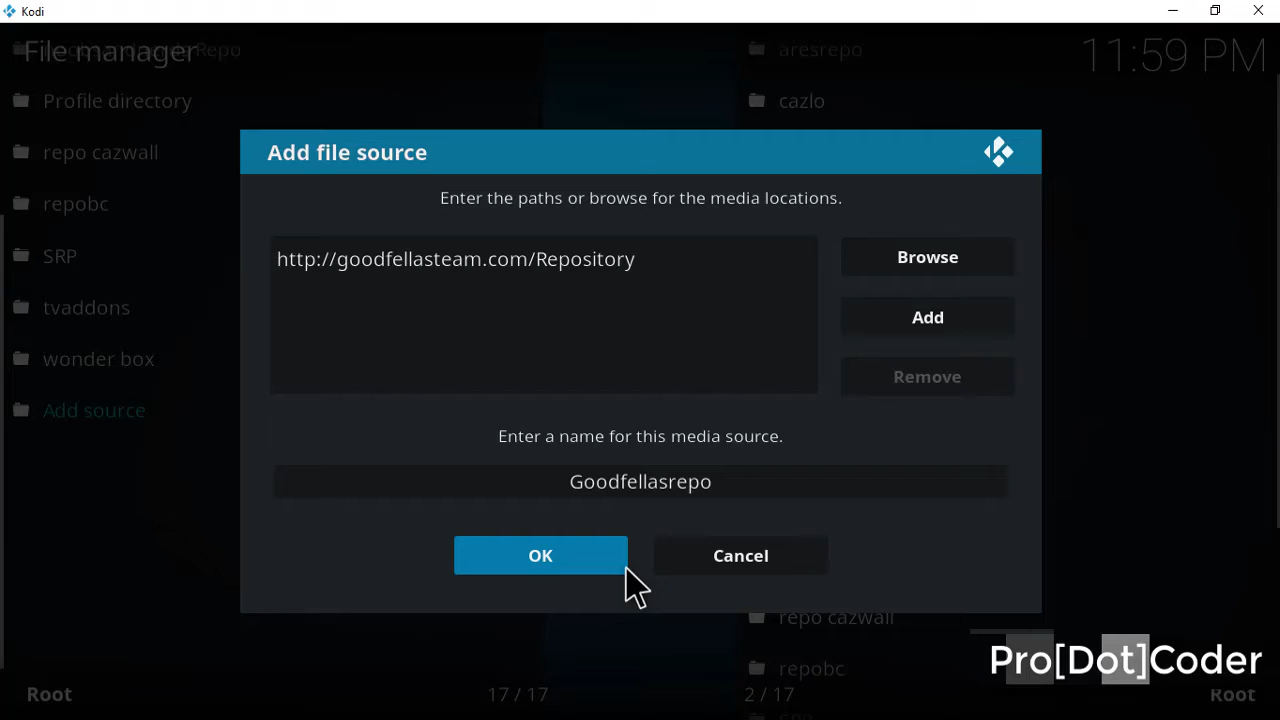 Kodi
File manager
Repo
Profile directory
repo cazwall
repobc
SRP
tvaddons
wonder box
Add source
aresrepo
cazlo
11:59 PM
Add file source
Enter the paths or browse for the media locations.
http://goodfellasteam.com/Repository
Browse
Add
Remove
Enter a name for this media source.
Goodfellasrepo
OK
Cancel
repo cazwall
repobc
Pro[Dot]Coder
Root
17 / 17
2 / 17
Root